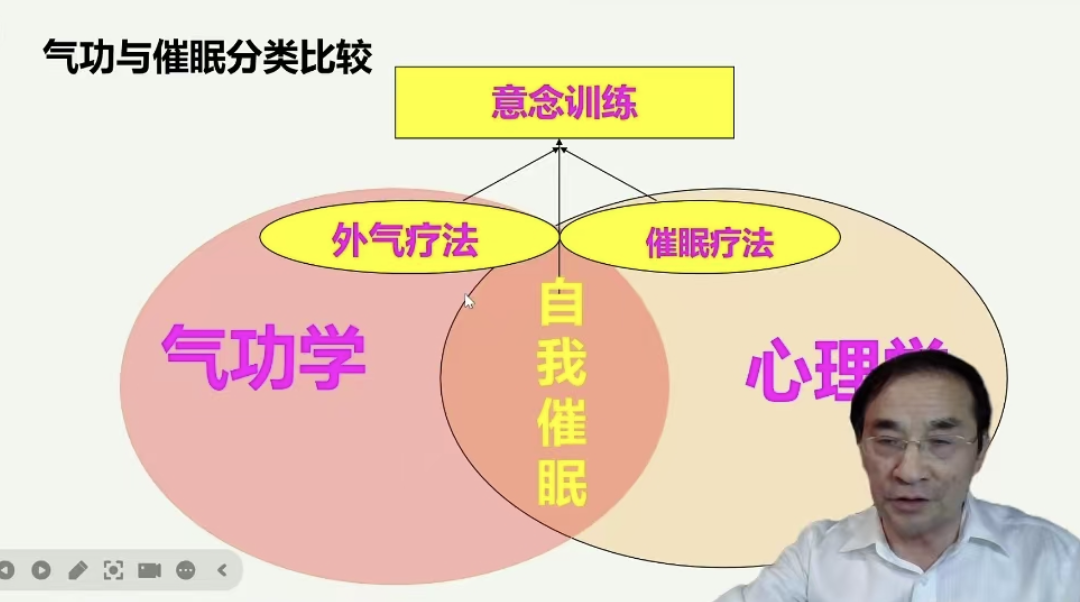 气功与催眠分类比较
意念训练
外气疗法
催眠疗法
自我催眠
气功学
心理学